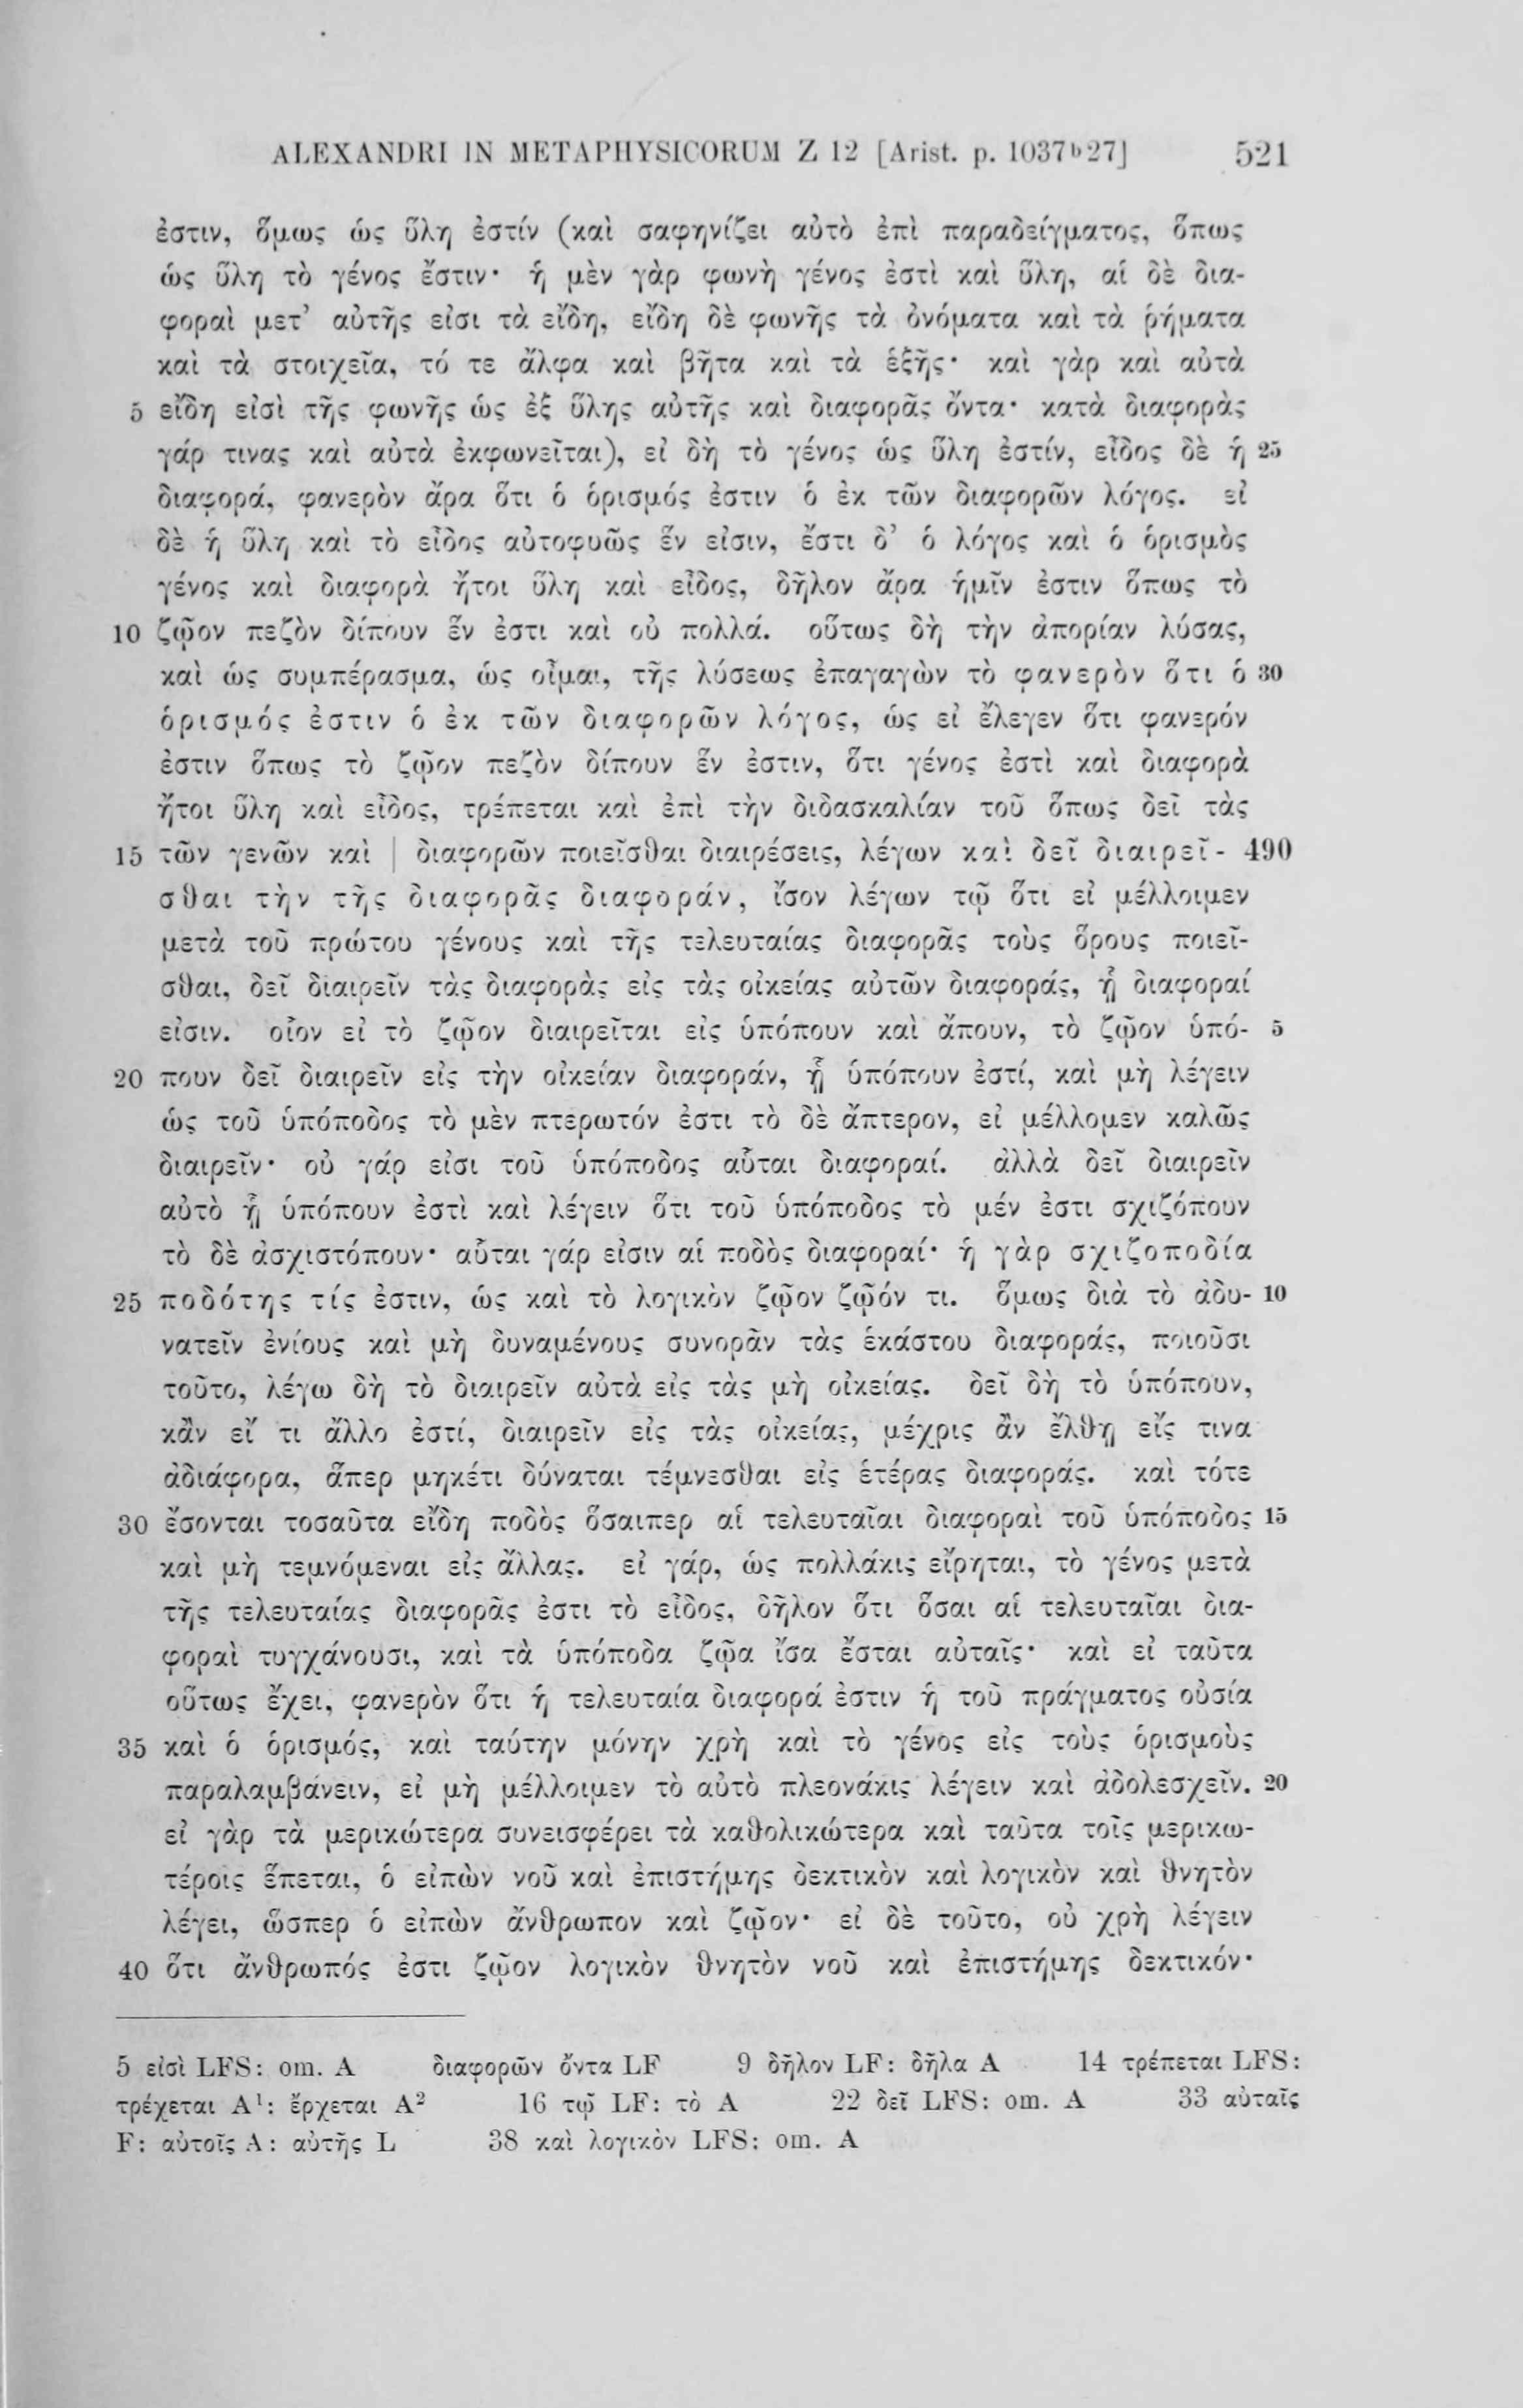 ALEXANDRI IN METAPHYSICORUM Z 12 [Arist. p. 1037ᵇ27] 521
ἐστιν, ὅμως ὡς ὕλη ἐστίν (καὶ σαφηνίζει αὐτὸ ἐπὶ παραδείγματος, ὅπως
ὡς ὕλη τὸ γένος ἔστιν· ἡ μὲν γὰρ φωνὴ γένος ἐστὶ καὶ ὕλη, αἱ δὲ δια-
φοραὶ μετ’ αὐτῆς εἰσι τὰ εἴδη, εἴδη δὲ φωνῆς τὰ ὀνόματα καὶ τὰ ῥήματα
καὶ τὰ στοιχεῖα, τό τε ἄλφα καὶ βῆτα καὶ τὰ ἑξῆς· καὶ γὰρ καὶ αὐτὰ
5 εἴδη εἰσὶ τῆς φωνῆς ὡς ἐξ ὕλης αὐτῆς καὶ διαφορᾶς ὄντα· κατὰ διαφορὰς
γάρ τινας καὶ αὐτὰ ἐκφωνεῖται), εἰ δὴ τὸ γένος ὡς ὕλη ἐστίν, εἶδος δὲ ἡ 25
διαφορά, φανερὸν ἄρα ὅτι ὁ ὁρισμός ἐστιν ὁ ἐκ τῶν διαφορῶν λόγος. εἰ
δὲ ἡ ὕλη καὶ τὸ εἶδος αὐτοφυῶς ἕν εἰσιν, ἔστι δ’ ὁ λόγος καὶ ὁ ὁρισμὸς
γένος καὶ διαφορὰ ἤτοι ὕλη καὶ εἶδος, δῆλον ἄρα ἡμῖν ἐστιν ὅπως τὸ
10 ζῷον πεζὸν δίπουν ἕν ἐστι καὶ οὐ πολλά. οὕτως δὴ τὴν ἀπορίαν λύσας,
καὶ ὡς συμπέρασμα, ὡς οἶμαι, τῆς λύσεως ἐπαγαγὼν τὸ φανερὸν ὅτι ὁ 30
ὁρισμός ἐστιν ὁ ἐκ τῶν διαφορῶν λόγος, ὡς εἰ ἔλεγεν ὅτι φανερόν
ἐστιν ὅπως τὸ ζῷον πεζὸν δίπουν ἕν ἐστιν, ὅτι γένος ἐστὶ καὶ διαφορὰ
ἤτοι ὕλη καὶ εἶδος, τρέπεται καὶ ἐπὶ τὴν διδασκαλίαν τοῦ ὅπως δεῖ τὰς
15 τῶν γενῶν καὶ | διαφορῶν ποιεῖσθαι διαιρέσεις, λέγων καὶ δεῖ διαιρεῖ- 490
σθαι τὴν τῆς διαφορᾶς διαφοράν, ἴσον λέγων τῷ ὅτι εἰ μέλλοιμεν
μετὰ τοῦ πρώτου γένους καὶ τῆς τελευταίας διαφορᾶς τοὺς ὅρους ποιεῖ-
σθαι, δεῖ διαιρεῖν τὰς διαφορὰς εἰς τὰς οἰκείας αὐτῶν διαφοράς, ᾗ διαφοραί
εἰσιν. οἷον εἰ τὸ ζῷον διαιρεῖται εἰς ὑπόπουν καὶ ἄπουν, τὸ ζῷον ὑπό- 5
20 πουν δεῖ διαιρεῖν εἰς τὴν οἰκείαν διαφοράν, ᾗ ὑπόπουν ἐστί, καὶ μὴ λέγειν
ὡς τοῦ ὑπόποδος τὸ μὲν πτερωτόν ἐστι τὸ δὲ ἄπτερον, εἰ μέλλομεν καλῶς
διαιρεῖν· οὐ γάρ εἰσι τοῦ ὑπόποδος αὗται διαφοραί. ἀλλὰ δεῖ διαιρεῖν
αὐτὸ ᾗ ὑπόπουν ἐστὶ καὶ λέγειν ὅτι τοῦ ὑπόποδος τὸ μέν ἐστι σχιζόπουν
τὸ δὲ ἀσχιστόπουν· αὗται γάρ εἰσιν αἱ ποδὸς διαφοραί· ἡ γὰρ σχιζοποδία
25 ποδότης τίς ἐστιν, ὡς καὶ τὸ λογικὸν ζῷον ζῷόν τι. ὅμως διὰ τὸ ἀδυ- 10
νατεῖν ἐνίους καὶ μὴ δυναμένους συνορᾶν τὰς ἑκάστου διαφοράς, ποιοῦσι
τοῦτο, λέγω δὴ τὸ διαιρεῖν αὐτὰ εἰς τὰς μὴ οἰκείας. δεῖ δὴ τὸ ὑπόπουν,
κἂν εἴ τι ἄλλο ἐστί, διαιρεῖν εἰς τὰς οἰκείας, μέχρις ἂν ἔλθῃ εἴς τινα
ἀδιάφορα, ἅπερ μηκέτι δύναται τέμνεσθαι εἰς ἑτέρας διαφοράς. καὶ τότε
30 ἔσονται τοσαῦτα εἴδη ποδὸς ὅσαιπερ αἱ τελευταῖαι διαφοραὶ τοῦ ὑπόποδος 15
καὶ μὴ τεμνόμεναι εἰς ἄλλας. εἰ γάρ, ὡς πολλάκις εἴρηται, τὸ γένος μετὰ
τῆς τελευταίας διαφορᾶς ἐστι τὸ εἶδος, δῆλον ὅτι ὅσαι αἱ τελευταῖαι δια-
φοραὶ τυγχάνουσι, καὶ τὰ ὑπόποδα ζῷα ἴσα ἔσται αὐταῖς· καὶ εἰ ταῦτα
οὕτως ἔχει, φανερὸν ὅτι ἡ τελευταία διαφορά ἐστιν ἡ τοῦ πράγματος οὐσία
35 καὶ ὁ ὁρισμός, καὶ ταύτην μόνην χρὴ καὶ τὸ γένος εἰς τοὺς ὁρισμοὺς
παραλαμβάνειν, εἰ μὴ μέλλοιμεν τὸ αὐτὸ πλεονάκις λέγειν καὶ ἀδολεσχεῖν. 20
εἰ γὰρ τὰ μερικώτερα συνεισφέρει τὰ καθολικώτερα καὶ ταῦτα τοῖς μερικω-
τέροις ἕπεται, ὁ εἰπὼν νοῦ καὶ ἐπιστήμης δεκτικὸν καὶ λογικὸν καὶ θνητὸν
λέγει, ὥσπερ ὁ εἰπὼν ἄνθρωπον καὶ ζῷον· εἰ δὲ τοῦτο, οὐ χρὴ λέγειν
40 ὅτι ἄνθρωπός ἐστι ζῷον λογικὸν θνητὸν νοῦ καὶ ἐπιστήμης δεκτικόν·
5 εἰσὶ LFS: om. A διαφορῶν ὄντα LF 9 δῆλον LF: δῆλα A 14 τρέπεται LFS:
τρέχεται A¹: ἔρχεται A² 16 τῷ LF: τὸ A 22 δεῖ LFS: om. A 33 αὐταῖς
F: αὐτοῖς A: αὐτῆς L 38 καὶ λογικὸν LFS: om. A